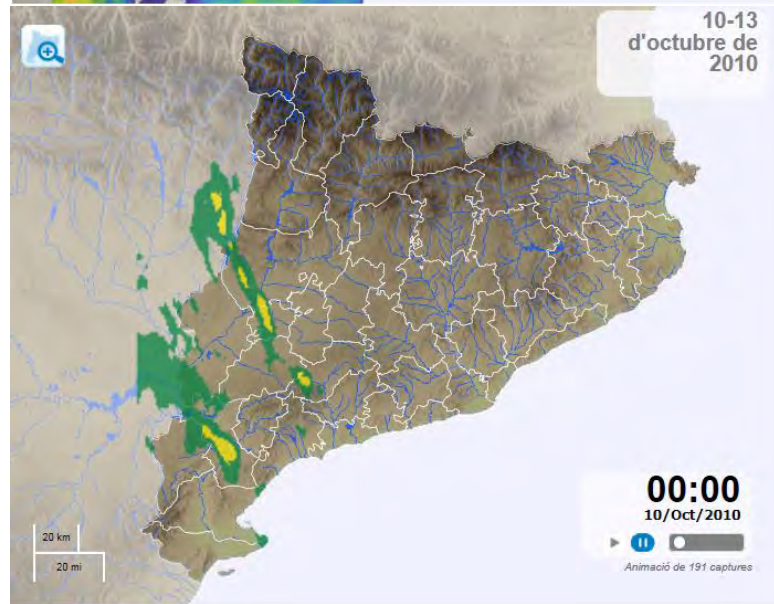 10-13
d'octubre de
2010
00:00
10/Oct/2010
20 km
20 mi
Animació de 191 captures